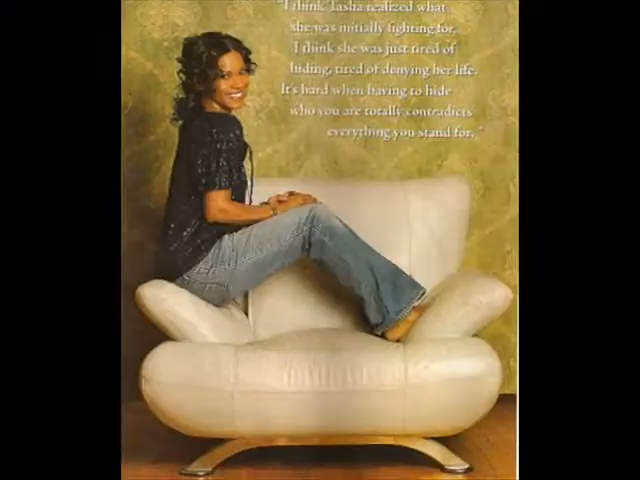 "I think Tasha realized what
she was initially fighting for.
I think she was just tired of
hiding, tired of denying her life.
It's hard when having to hide
who you are totally contradicts
everything you stand for."